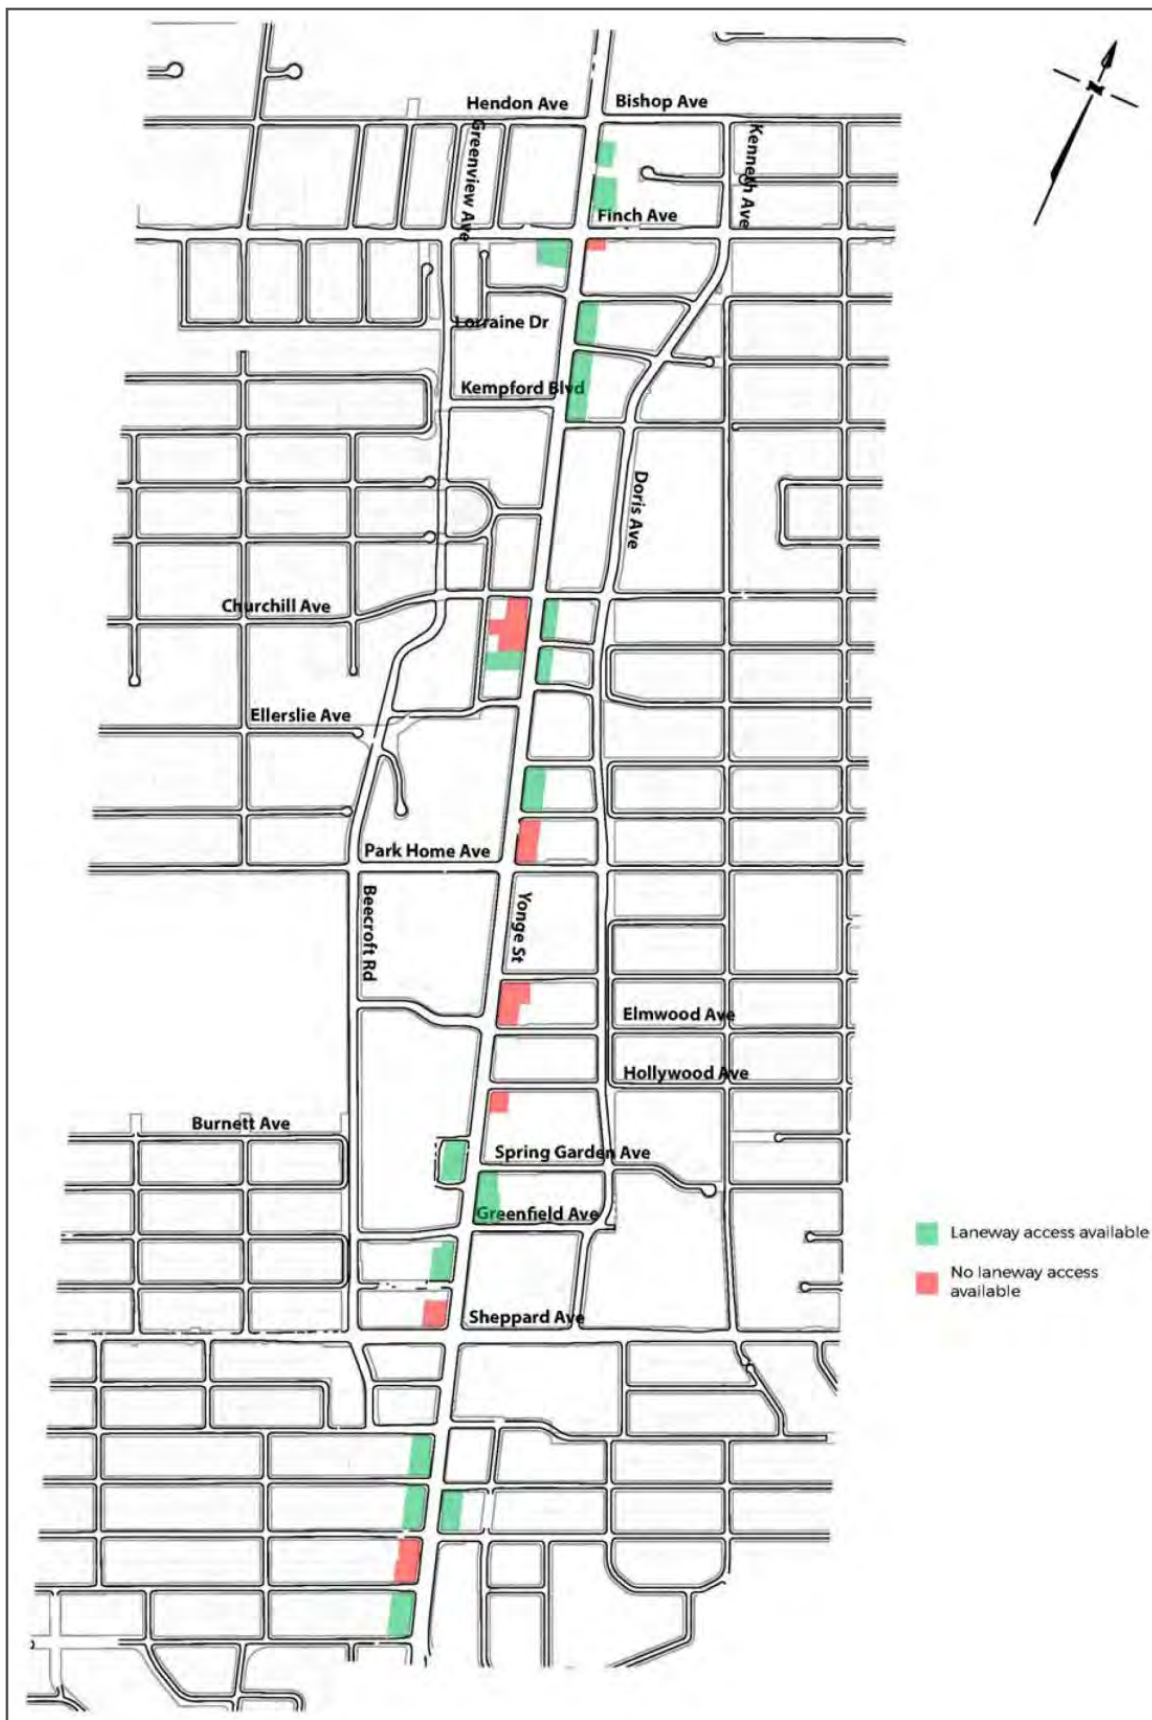 Hendon Ave
Bishop Ave
Greenview Ave
Kenneth Ave
Finch Ave
Lorraine Dr
Kempford Blvd
Doris Ave
Churchill Ave
Ellerslie Ave
Park Home Ave
Beecroft Rd
Yonge St
Elmwood Ave
Hollywood Ave
Burnett Ave
Spring Garden Ave
Greenfield Ave
Laneway access available
No laneway access
available
Sheppard Ave
N